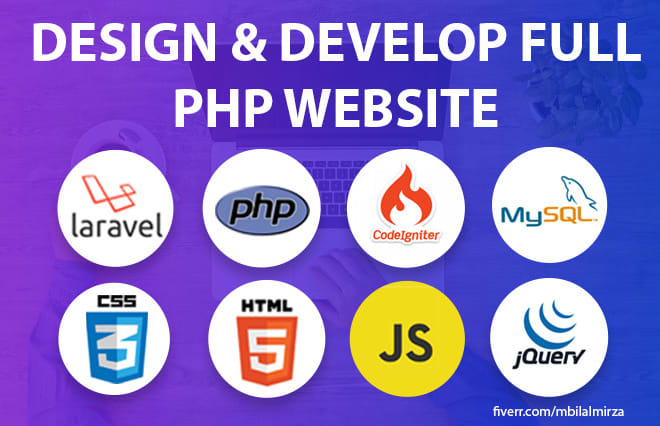 DESIGN & DEVELOP FULL
PHP WEBSITE
laravel
php
CodeIgniter
MySQL
CSS
3
HTML
5
JS
jQuery
fiverr.com/mbilalmirza